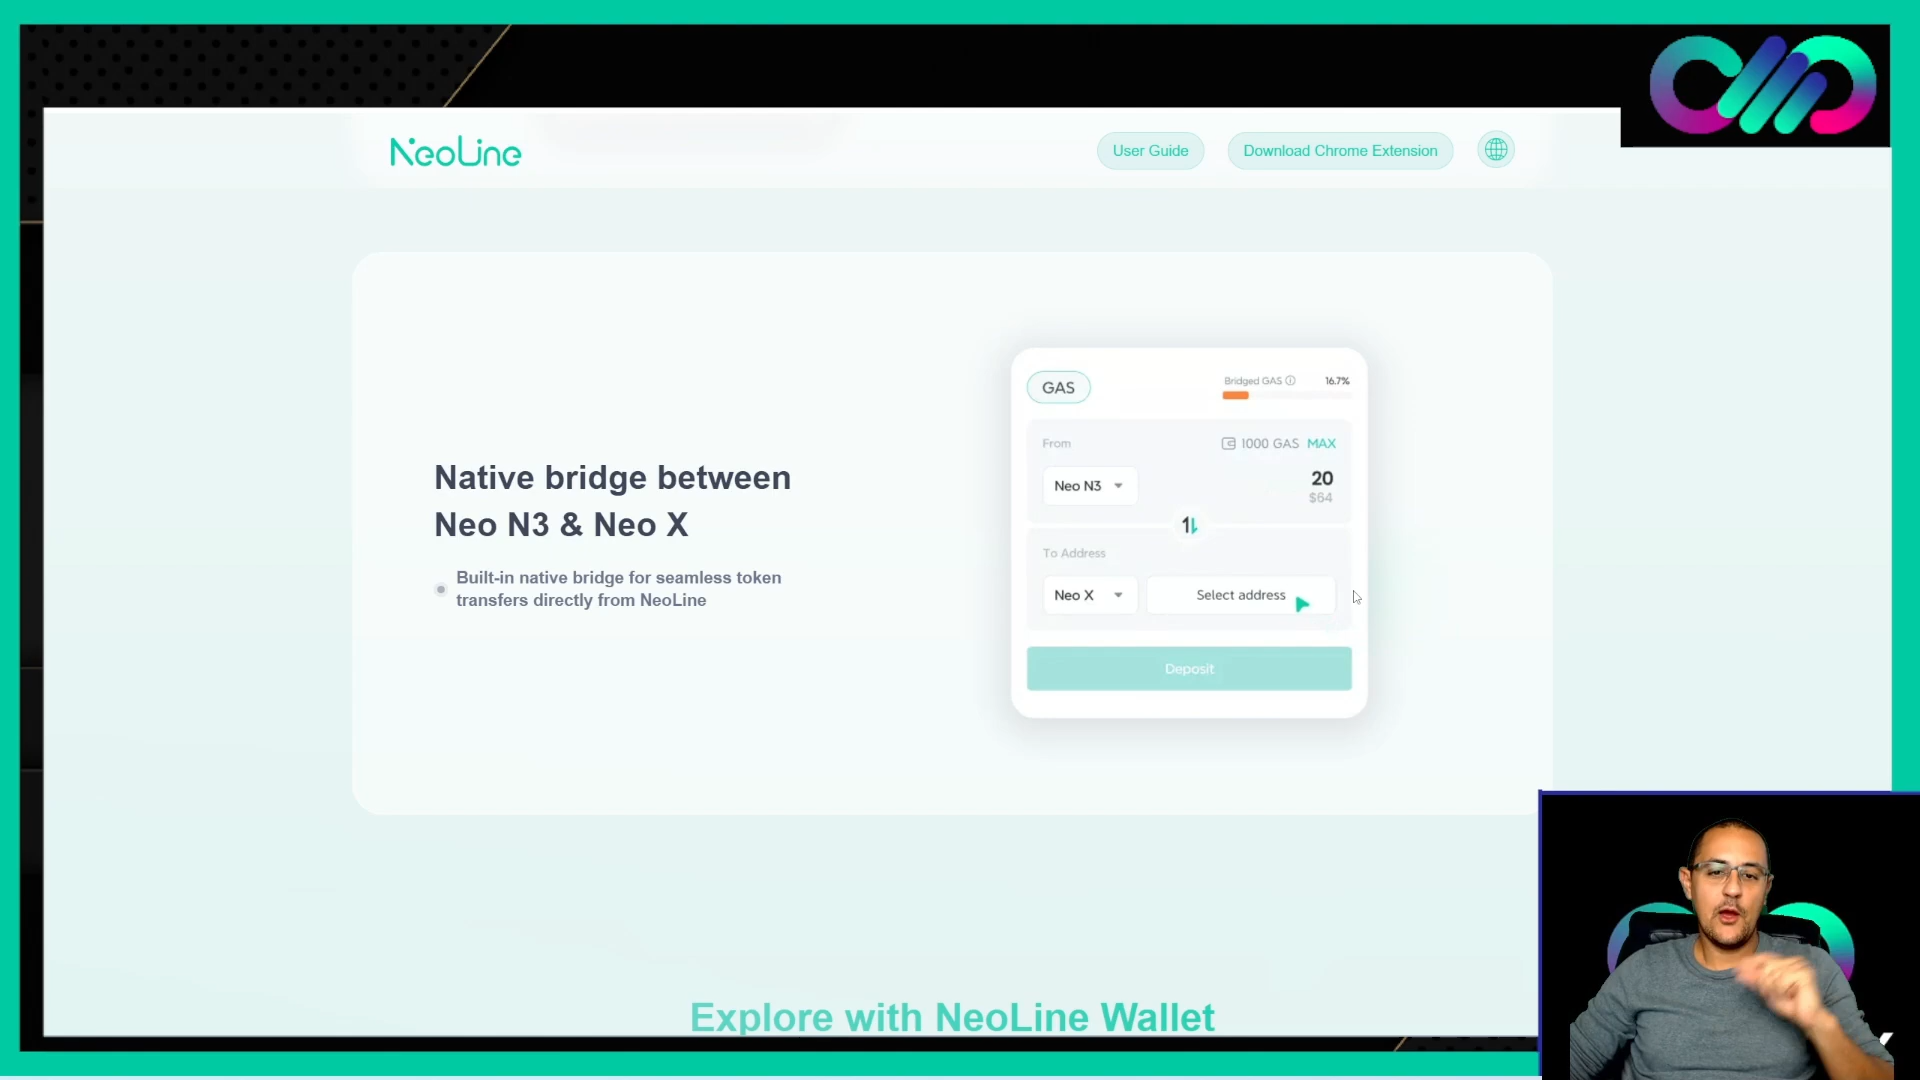 NeoLine
User Guide
Download Chrome Extension
GAS
Bridged GAS
16.7%
From
1000 GAS MAX
Neo N3
20
$64
To Address
Neo X
Select address
Deposit
Native bridge between
Neo N3 & Neo X
Built-in native bridge for seamless token
transfers directly from NeoLine
Explore with NeoLine Wallet